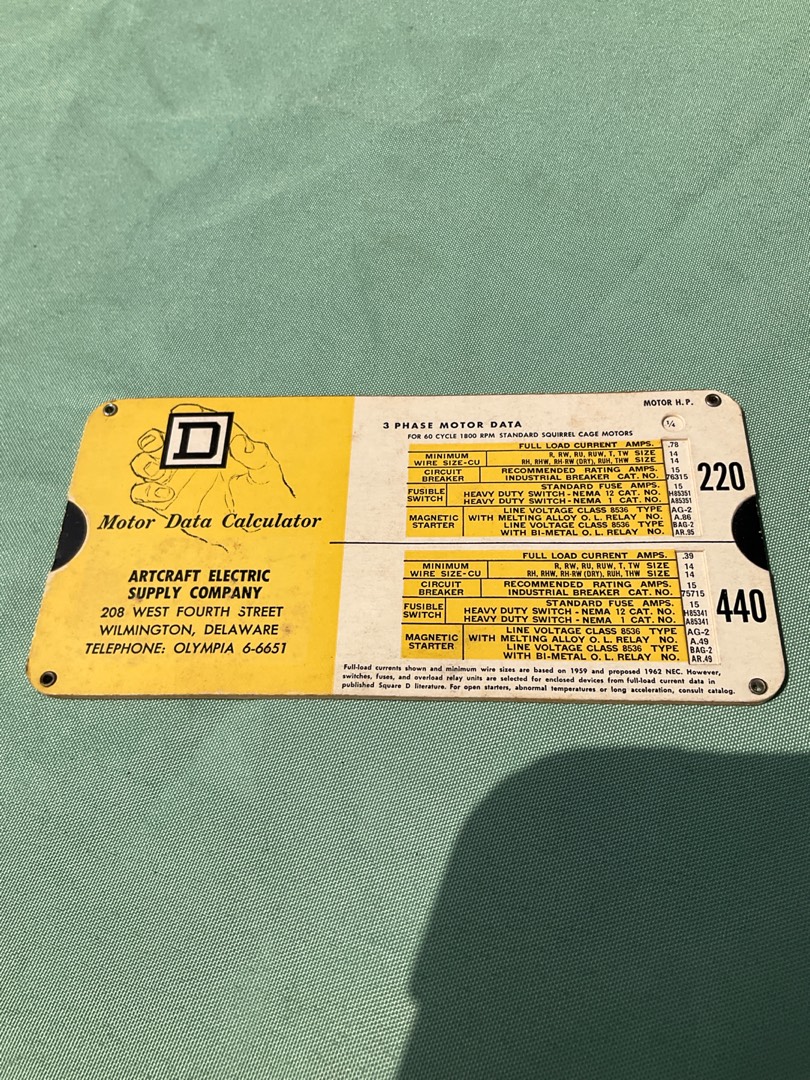 D
Motor Data Calculator
ARTCRAFT ELECTRIC
SUPPLY COMPANY
208 WEST FOURTH STREET
WILMINGTON, DELAWARE
TELEPHONE: OLYMPIA 6-6651
MOTOR H.P.
3 PHASE MOTOR DATA
¼
FOR 60 CYCLE 1800 RPM STANDARD SQUIRREL CAGE MOTORS
220
FULL LOAD CURRENT AMPS. .78
MINIMUM WIRE SIZE-CU R, RW, RU, RUW, T, TW SIZE 14
RH, RHW, RH-RW (DRY), RUH, THW SIZE 14
CIRCUIT BREAKER RECOMMENDED RATING AMPS. 15
INDUSTRIAL BREAKER CAT. NO. 76315
FUSIBLE SWITCH STANDARD FUSE AMPS. 15
HEAVY DUTY SWITCH-NEMA 12 CAT. NO. H85351
HEAVY DUTY SWITCH-NEMA 1 CAT. NO. A85351
MAGNETIC STARTER LINE VOLTAGE CLASS 8536 TYPE AG-2
WITH MELTING ALLOY O. L. RELAY NO. A.86
LINE VOLTAGE CLASS 8536 TYPE BAG-2
WITH BI-METAL O. L. RELAY NO. AR.95
440
FULL LOAD CURRENT AMPS. .39
MINIMUM WIRE SIZE-CU R, RW, RU, RUW, T, TW SIZE 14
RH, RHW, RH-RW (DRY), RUH, THW SIZE 14
CIRCUIT BREAKER RECOMMENDED RATING AMPS. 15
INDUSTRIAL BREAKER CAT. NO. 75715
FUSIBLE SWITCH STANDARD FUSE AMPS. 15
HEAVY DUTY SWITCH-NEMA 12 CAT. NO. H85341
HEAVY DUTY SWITCH-NEMA 1 CAT. NO. A85341
MAGNETIC STARTER LINE VOLTAGE CLASS 8536 TYPE AG-2
WITH MELTING ALLOY O. L. RELAY NO. A.49
LINE VOLTAGE CLASS 8536 TYPE BAG-2
WITH BI-METAL O. L. RELAY NO. AR.49
Full-load currents shown and minimum wire sizes are based on 1959 and proposed 1962 NEC. However,
switches, fuses, and overload relay units are selected for enclosed devices from full-load current data in
published Square D literature. For open starters, abnormal temperatures or long acceleration, consult catalog.